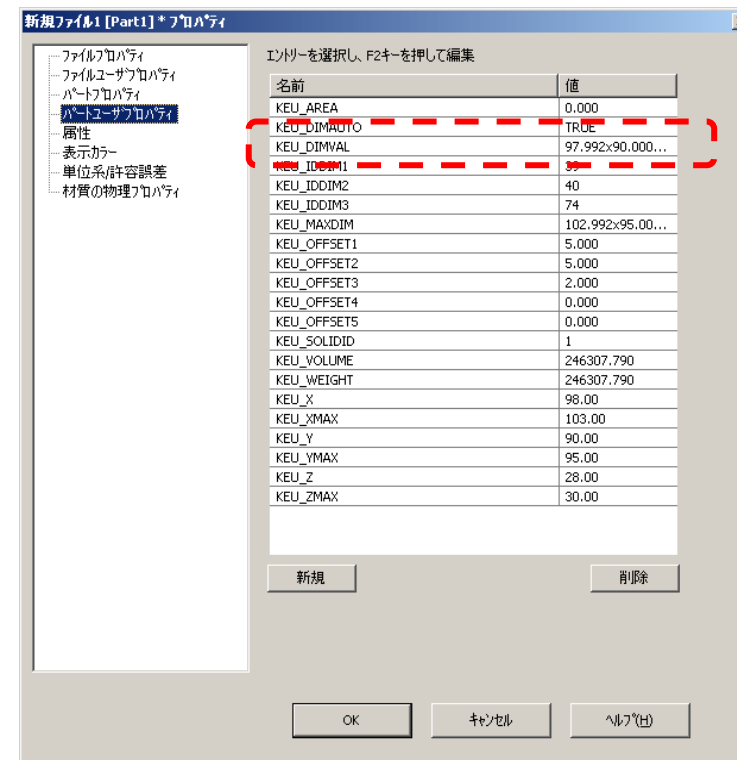 新規ファイル1 [Part1] * プロパティ
ファイルプロパティ
ファイルユーザプロパティ
パートプロパティ
パートユーザプロパティ
属性
表示カラー
単位系/許容誤差
材質の物理プロパティ
エントリーを選択し、F2キーを押して編集
名前 値
KEU_AREA 0.000
KEU_DIMAUTO TRUE
KEU_DIMVAL 97.992x90.000...
KEU_IDDIM1 39
KEU_IDDIM2 40
KEU_IDDIM3 74
KEU_MAXDIM 102.992x95.00...
KEU_OFFSET1 5.000
KEU_OFFSET2 5.000
KEU_OFFSET3 2.000
KEU_OFFSET4 0.000
KEU_OFFSET5 0.000
KEU_SOLIDID 1
KEU_VOLUME 246307.790
KEU_WEIGHT 246307.790
KEU_X 98.00
KEU_XMAX 103.00
KEU_Y 90.00
KEU_YMAX 95.00
KEU_Z 28.00
KEU_ZMAX 30.00
新規 削除
OK キャンセル ヘルプ(H)